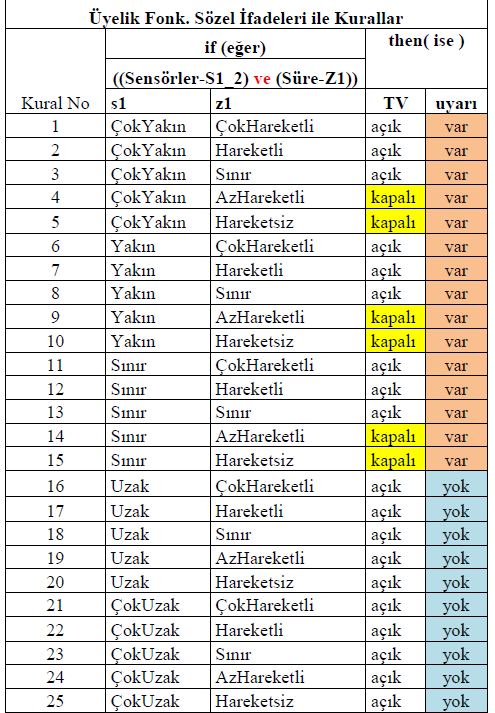 Üyelik Fonk. Sözel İfadeleri ile Kurallar
if (eğer) then( ise )
((Sensörler-S1_2) ve (Süre-Z1))
Kural No s1 z1 TV uyarı
1 ÇokYakın ÇokHareketli açık var
2 ÇokYakın Hareketli açık var
3 ÇokYakın Sınır açık var
4 ÇokYakın AzHareketli kapalı var
5 ÇokYakın Hareketsiz kapalı var
6 Yakın ÇokHareketli açık var
7 Yakın Hareketli açık var
8 Yakın Sınır açık var
9 Yakın AzHareketli kapalı var
10 Yakın Hareketsiz kapalı var
11 Sınır ÇokHareketli açık var
12 Sınır Hareketli açık var
13 Sınır Sınır açık var
14 Sınır AzHareketli kapalı var
15 Sınır Hareketsiz kapalı var
16 Uzak ÇokHareketli açık yok
17 Uzak Hareketli açık yok
18 Uzak Sınır açık yok
19 Uzak AzHareketli açık yok
20 Uzak Hareketsiz açık yok
21 ÇokUzak ÇokHareketli açık yok
22 ÇokUzak Hareketli açık yok
23 ÇokUzak Sınır açık yok
24 ÇokUzak AzHareketli açık yok
25 ÇokUzak Hareketsiz açık yok